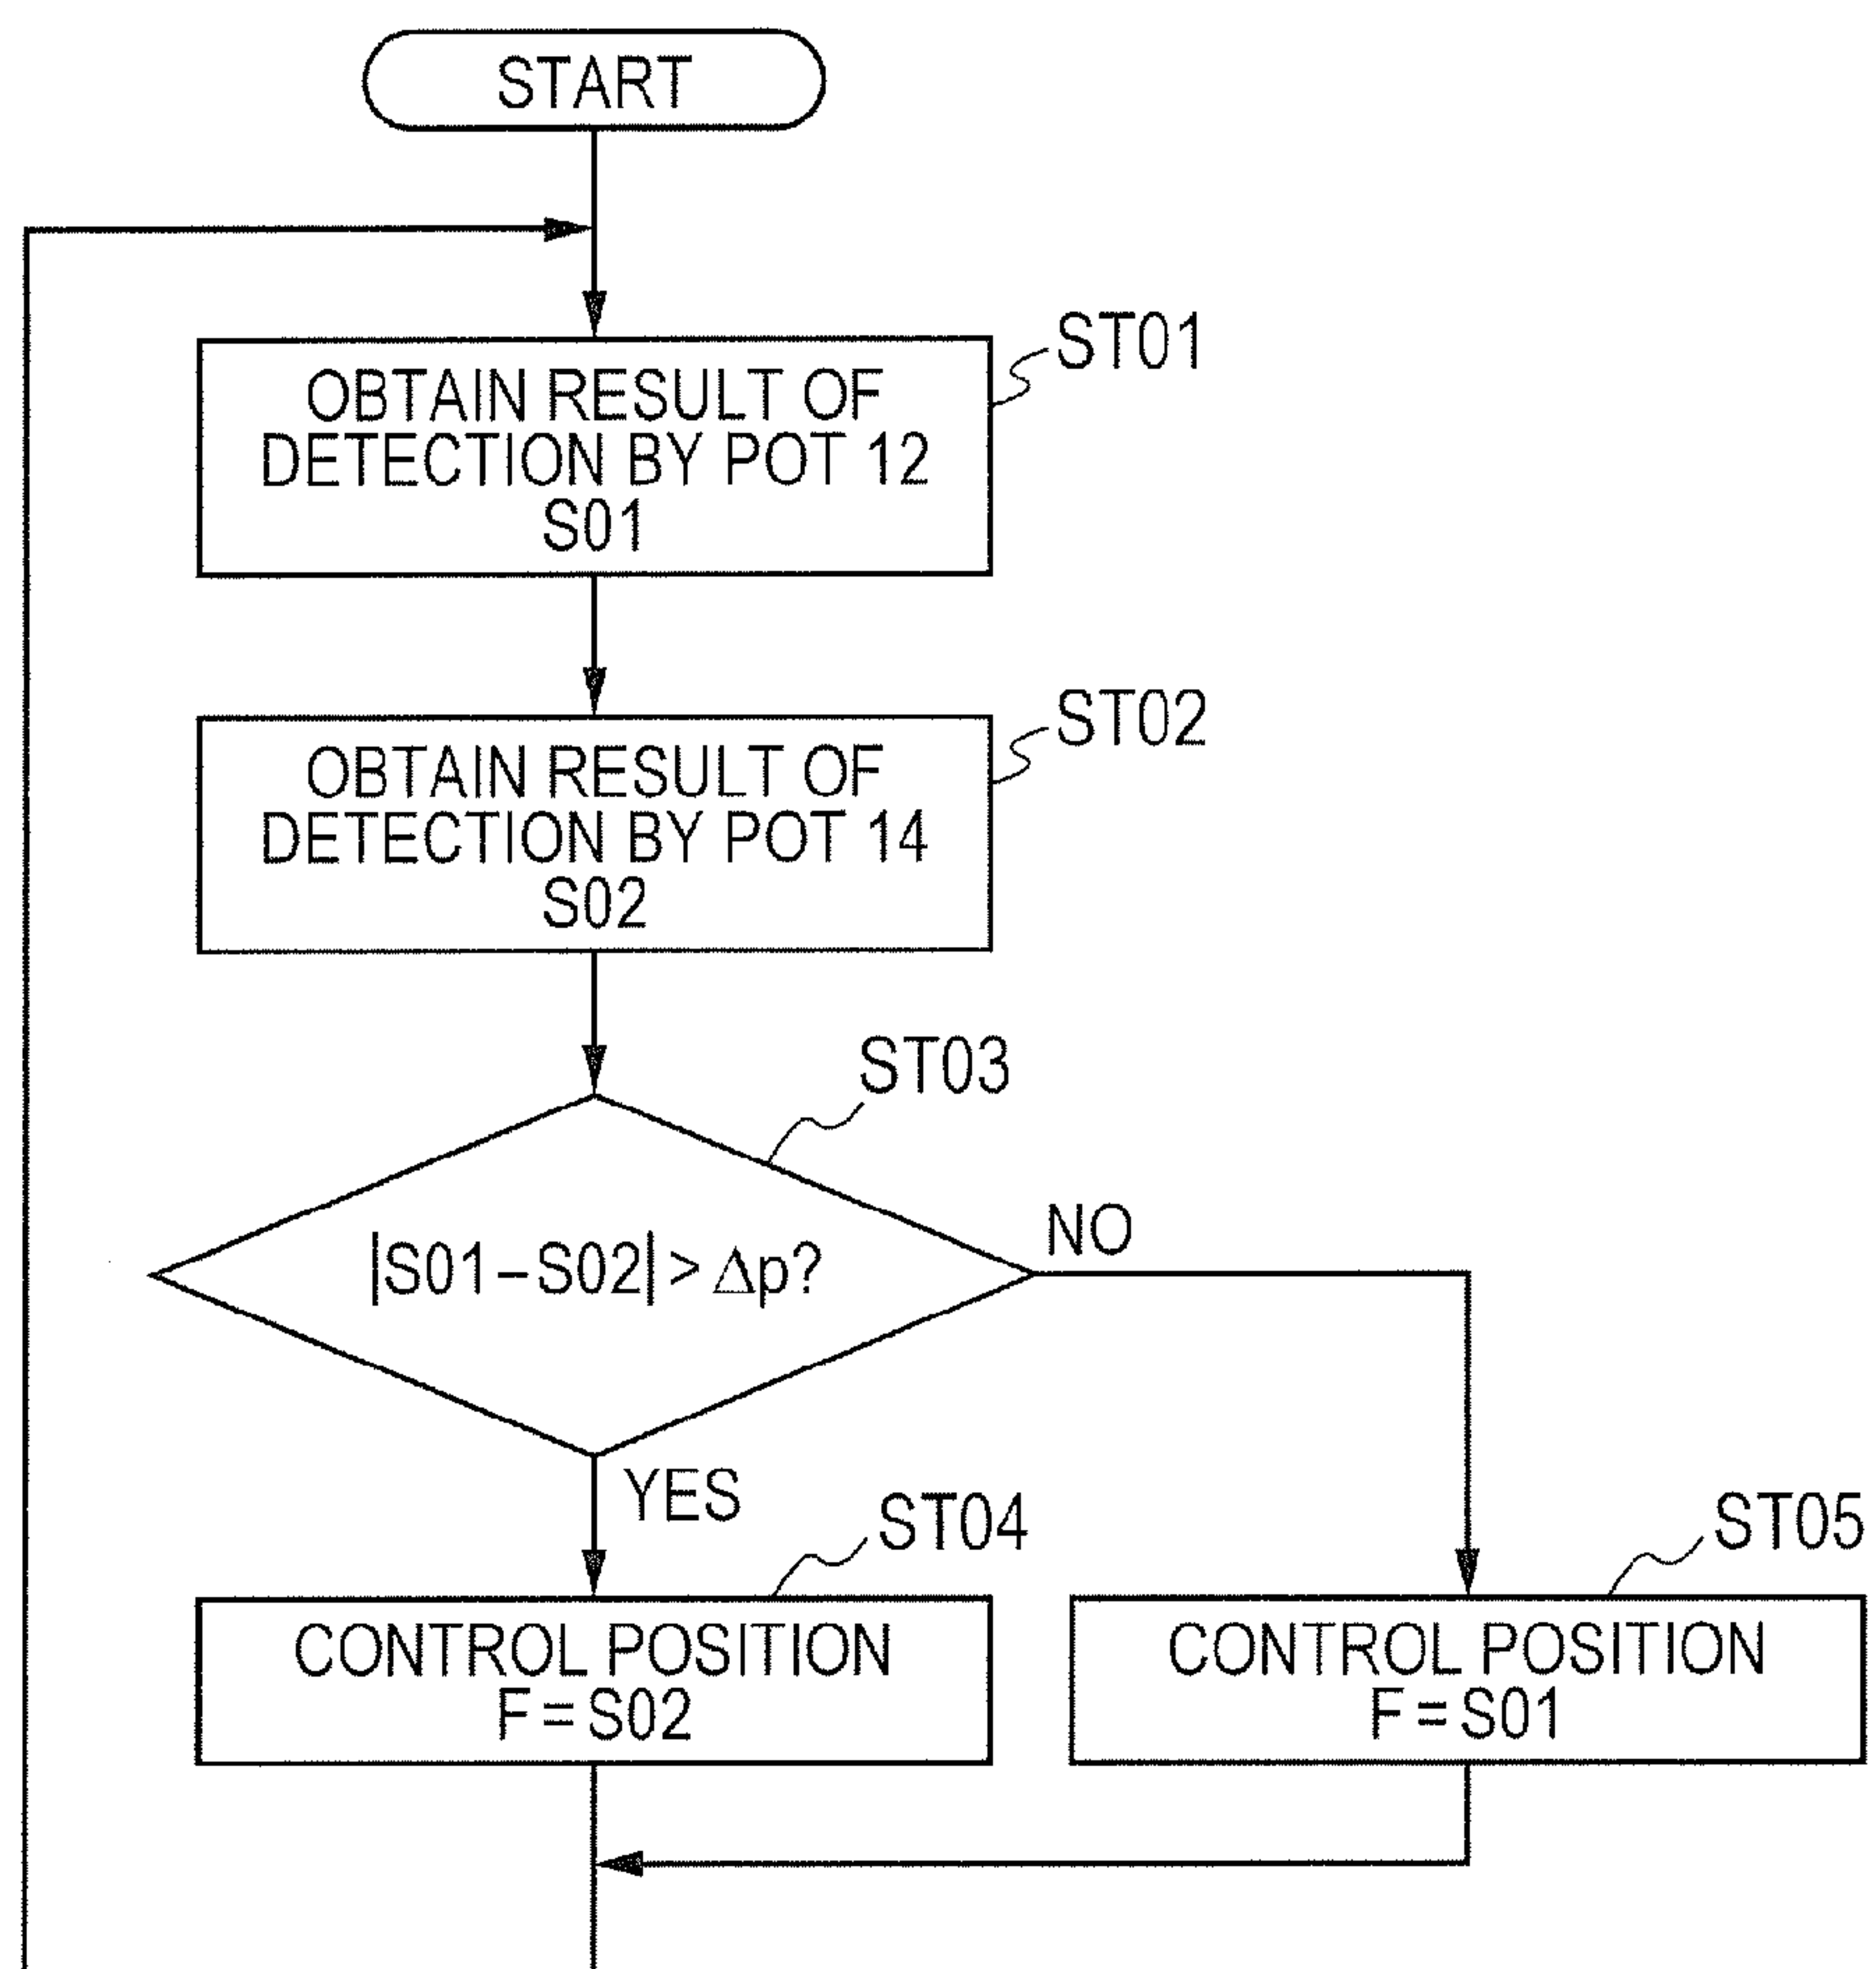 START
OBTAIN RESULT OF
DETECTION BY POT 12
S01
ST01
OBTAIN RESULT OF
DETECTION BY POT 14
S02
ST02
ST03
|S01–S02| > Δp?
NO
YES
ST04
CONTROL POSITION
F = S02
ST05
CONTROL POSITION
F = S01